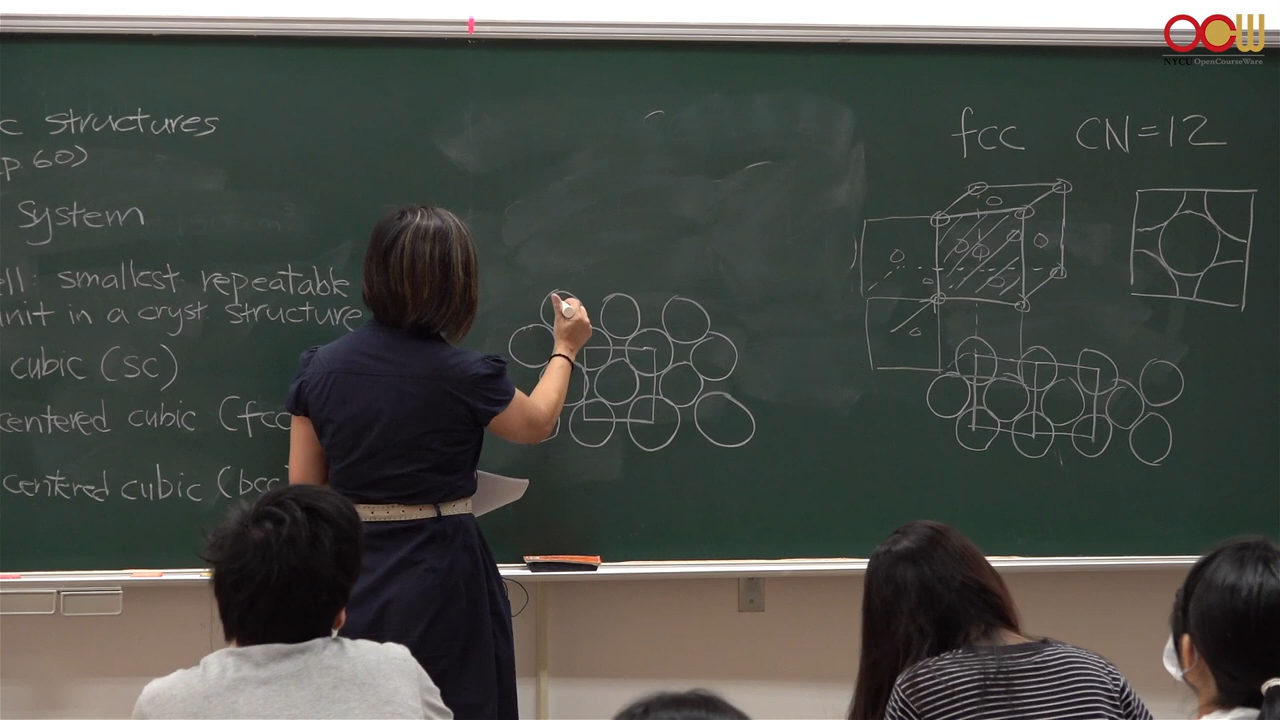 c structures
p.60)
System
ell: smallest repeatable
unit in a cryst. structure
cubic (SC)
centered cubic (fcc
centered cubic (bcc
fcc CN=12
OCW
NYCU OpenCourseWare